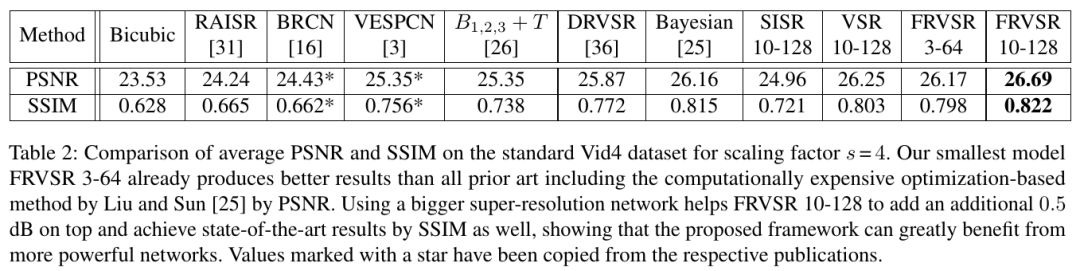 Method Bicubic RAISR [31] BRCN [16] VESPCN [3] B1,2,3 + T [26] DRVSR [36] Bayesian [25] SISR 10-128 VSR 10-128 FRVSR 3-64 FRVSR 10-128
PSNR 23.53 24.24 24.43* 25.35* 25.35 25.87 26.16 24.96 26.25 26.17 26.69
SSIM 0.628 0.665 0.662* 0.756* 0.738 0.772 0.815 0.721 0.803 0.798 0.822
Table 2: Comparison of average PSNR and SSIM on the standard Vid4 dataset for scaling factor s = 4. Our smallest model
FRVSR 3-64 already produces better results than all prior art including the computationally expensive optimization-based
method by Liu and Sun [25] by PSNR. Using a bigger super-resolution network helps FRVSR 10-128 to add an additional 0.5
dB on top and achieve state-of-the-art results by SSIM as well, showing that the proposed framework can greatly benefit from
more powerful networks. Values marked with a star have been copied from the respective publications.